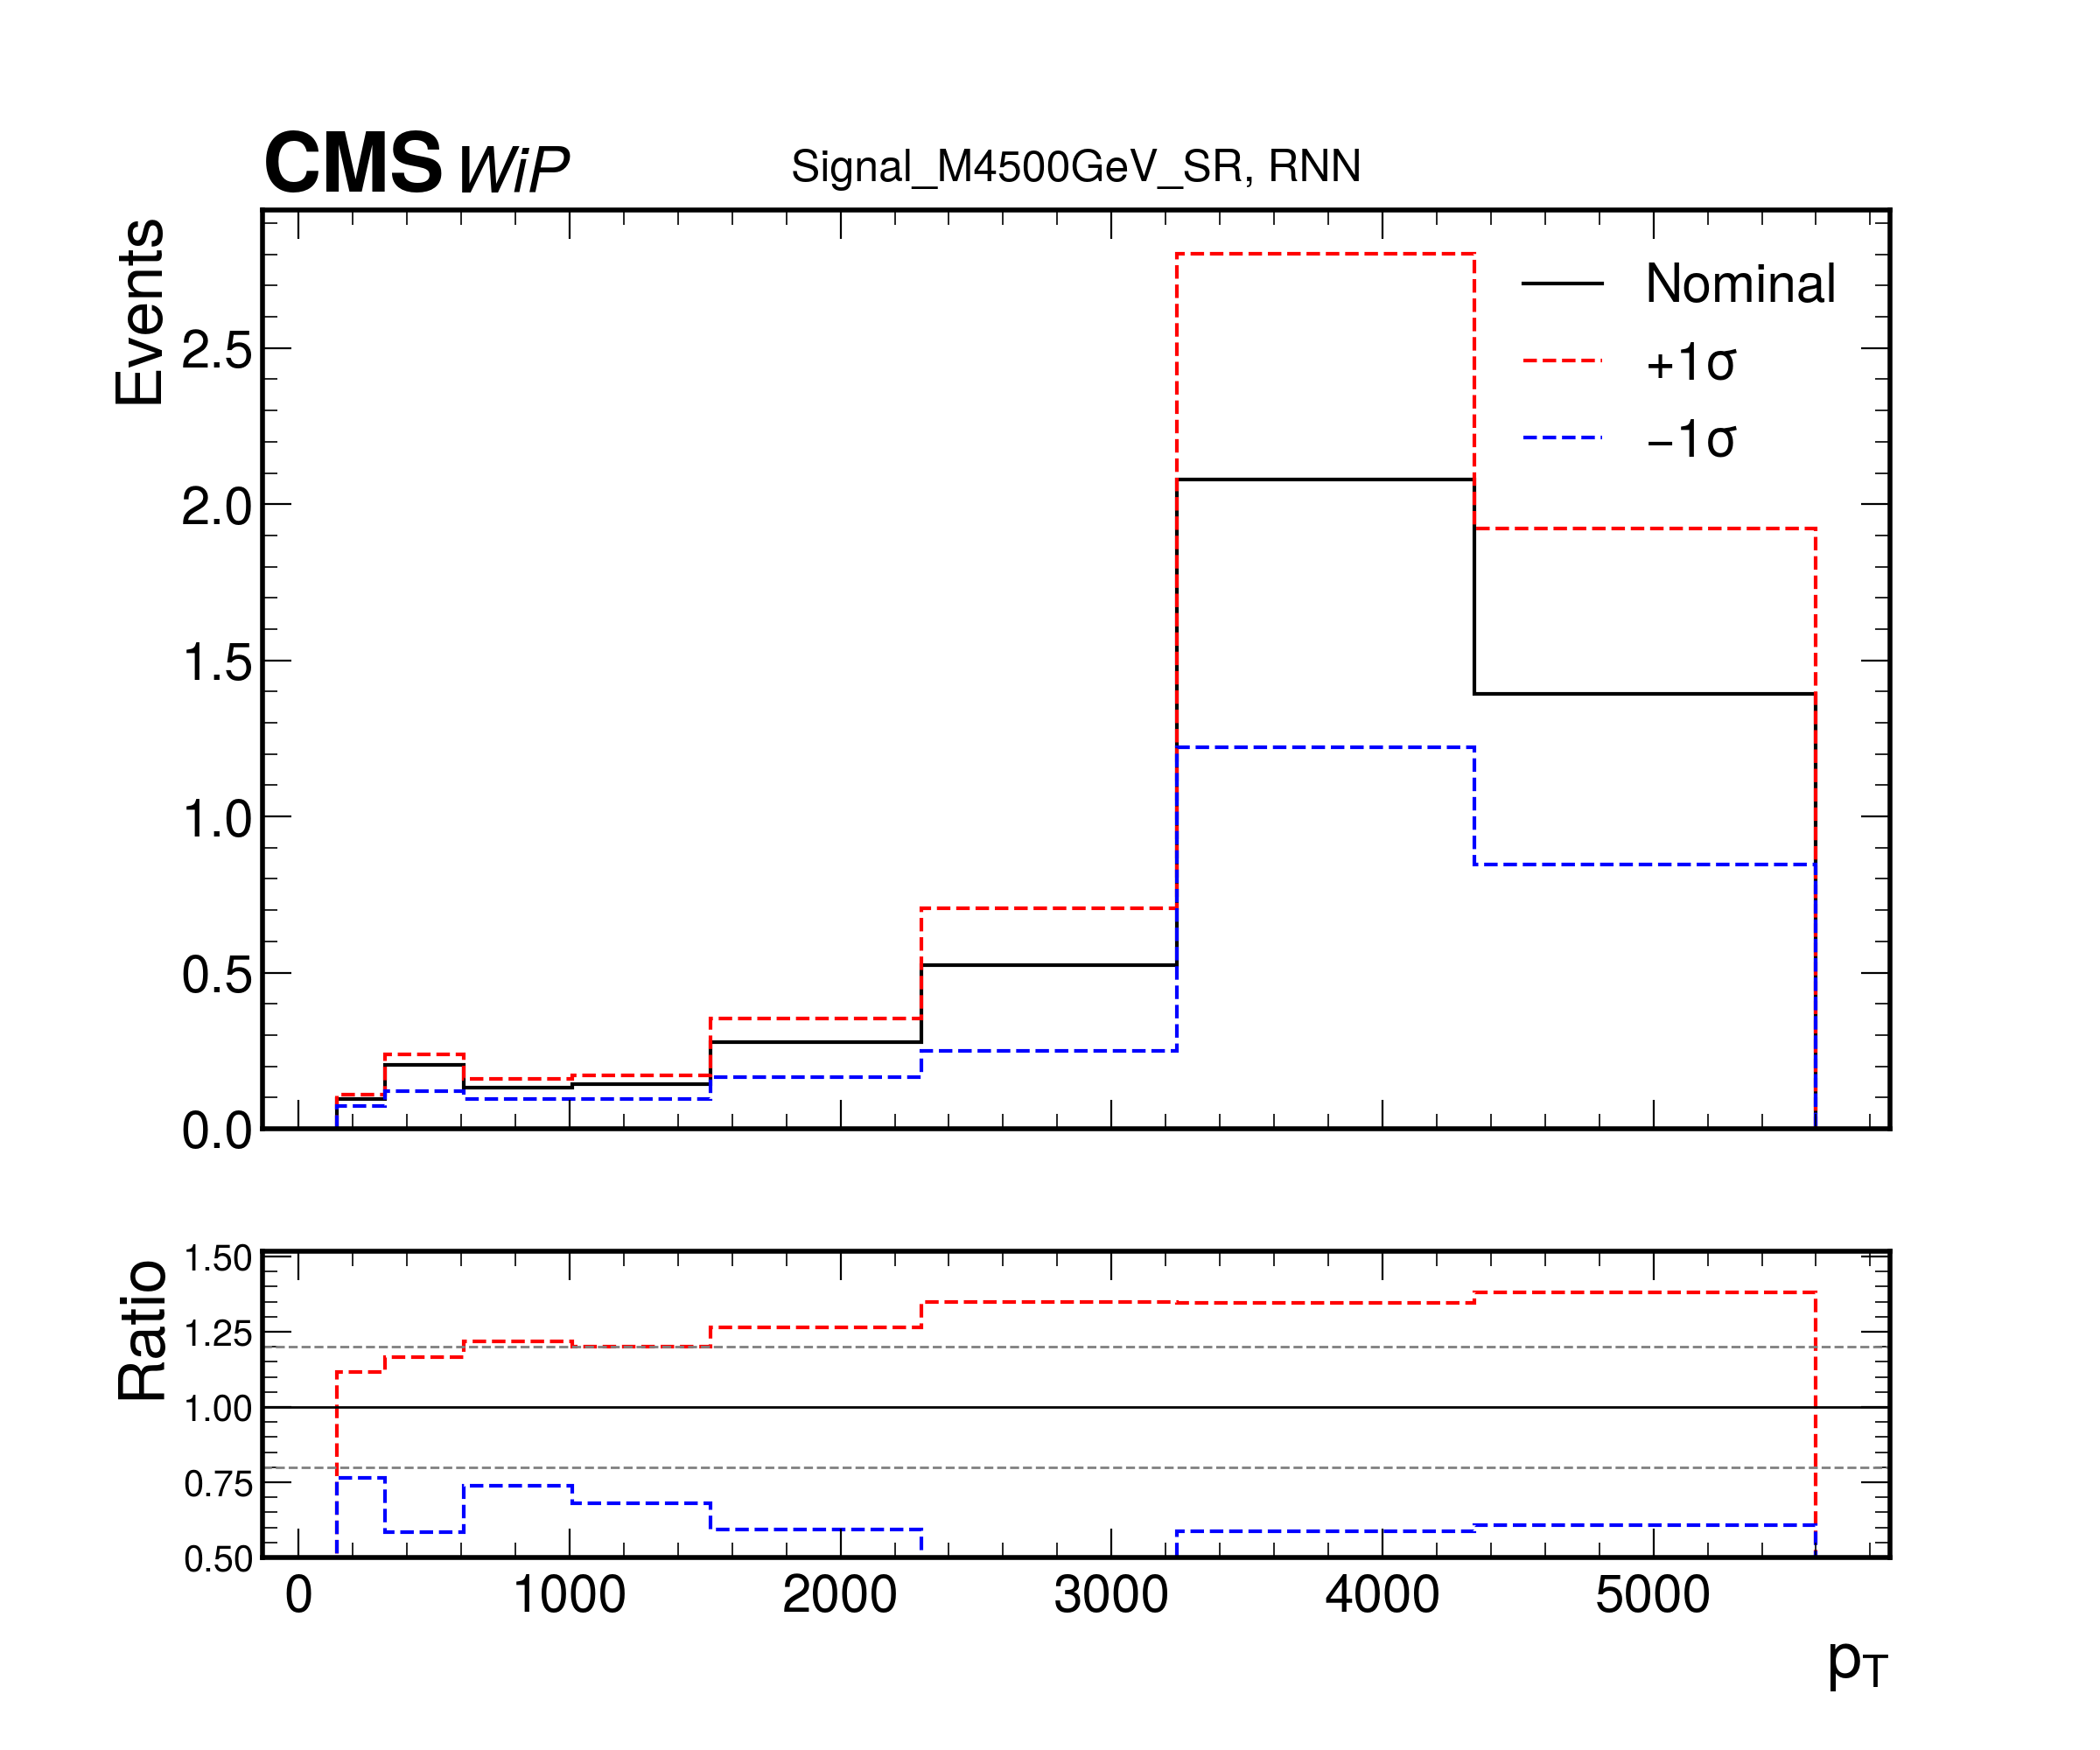 CMS WiP
Signal_M4500GeV_SR, RNN
Events
2.5
2.0
1.5
1.0
0.5
0.0
Nominal
+1σ
−1σ
Ratio
1.50
1.25
1.00
0.75
0.50
0 1000 2000 3000 4000 5000
pT